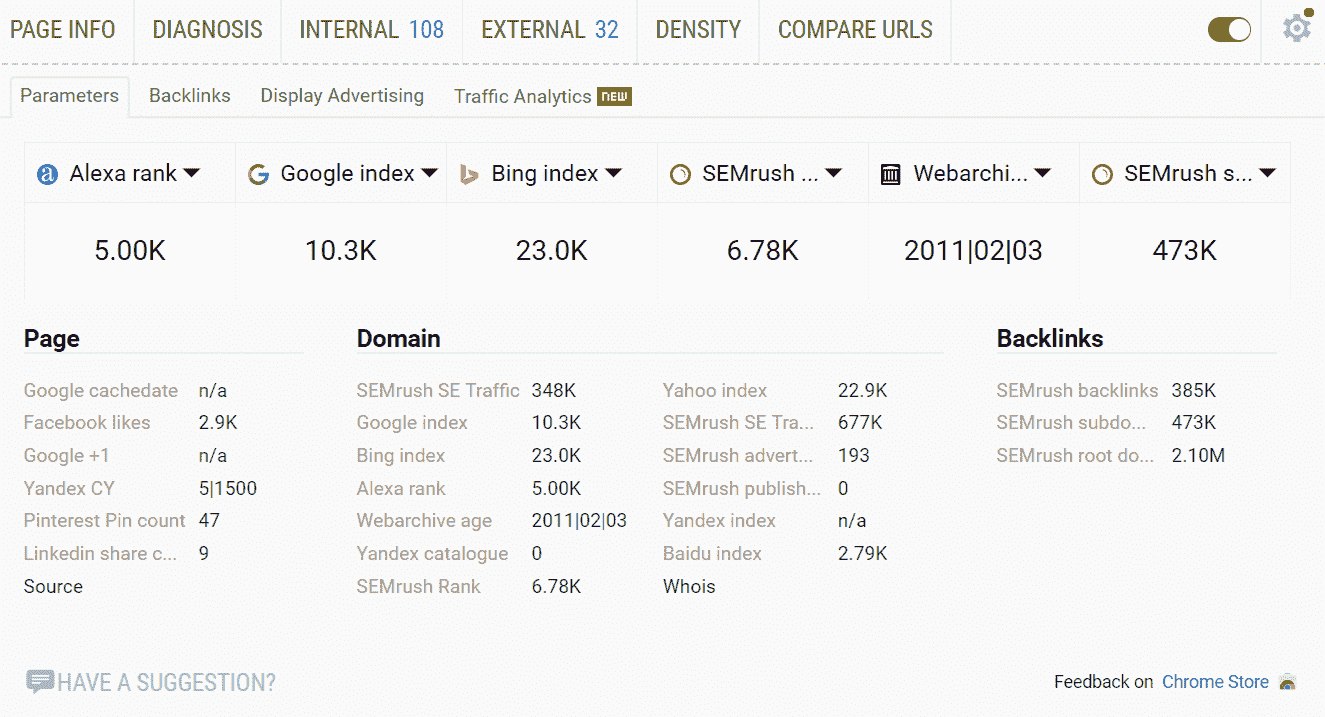 PAGE INFO DIAGNOSIS INTERNAL 108 EXTERNAL 32 DENSITY COMPARE URLS
Parameters Backlinks Display Advertising Traffic Analytics NEW
Alexa rank Google index Bing index SEMrush ... Webarchi... SEMrush s...
5.00K 10.3K 23.0K 6.78K 2011|02|03 473K
Page Domain Backlinks
Google cachedate n/a SEMrush SE Traffic 348K Yahoo index 22.9K SEMrush backlinks 385K
Facebook likes 2.9K Google index 10.3K SEMrush SE Tra... 677K SEMrush subdo... 473K
Google +1 n/a Bing index 23.0K SEMrush advert... 193 SEMrush root do... 2.10M
Yandex CY 5|1500 Alexa rank 5.00K SEMrush publish... 0
Pinterest Pin count 47 Webarchive age 2011|02|03 Yandex index n/a
Linkedin share c... 9 Yandex catalogue 0 Baidu index 2.79K
Source SEMrush Rank 6.78K Whois
HAVE A SUGGESTION? Feedback on Chrome Store